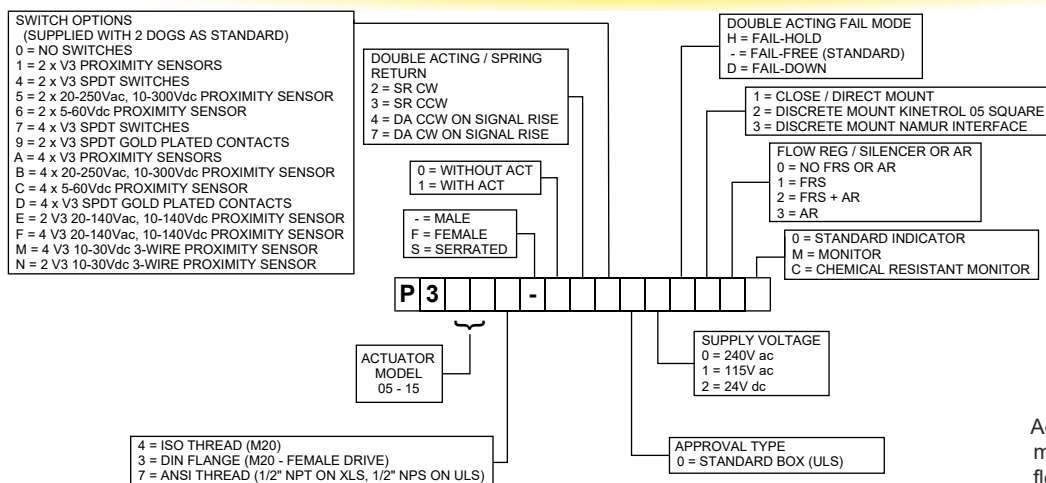 SWITCH OPTIONS
(SUPPLIED WITH 2 DOGS AS STANDARD)
0 = NO SWITCHES
1 = 2 x V3 PROXIMITY SENSORS
4 = 2 x V3 SPDT SWITCHES
5 = 2 x 20-250Vac, 10-300Vdc PROXIMITY SENSOR
6 = 2 x 5-60Vdc PROXIMITY SENSOR
7 = 4 x V3 SPDT SWITCHES
9 = 2 x V3 SPDT GOLD PLATED CONTACTS
A = 4 x V3 PROXIMITY SENSORS
B = 4 x 20-250Vac, 10-300Vdc PROXIMITY SENSOR
C = 4 x 5-60Vdc PROXIMITY SENSOR
D = 4 x V3 SPDT GOLD PLATED CONTACTS
E = 2 V3 20-140Vac, 10-140Vdc PROXIMITY SENSOR
F = 4 V3 20-140Vac, 10-140Vdc PROXIMITY SENSOR
M = 4 V3 10-30Vdc 3-WIRE PROXIMITY SENSOR
N = 2 V3 10-30Vdc 3-WIRE PROXIMITY SENSOR
DOUBLE ACTING / SPRING
RETURN
2 = SR CW
3 = SR CCW
4 = DA CCW ON SIGNAL RISE
7 = DA CW ON SIGNAL RISE
0 = WITHOUT ACT
1 = WITH ACT
- = MALE
F = FEMALE
S = SERRATED
DOUBLE ACTING FAIL MODE
H = FAIL-HOLD
- = FAIL-FREE (STANDARD)
D = FAIL-DOWN
1 = CLOSE / DIRECT MOUNT
2 = DISCRETE MOUNT KINETROL 05 SQUARE
3 = DISCRETE MOUNT NAMUR INTERFACE
FLOW REG / SILENCER OR AR
0 = NO FRS OR AR
1 = FRS
2 = FRS + AR
3 = AR
0 = STANDARD INDICATOR
M = MONITOR
C = CHEMICAL RESISTANT MONITOR
P 3 -
ACTUATOR
MODEL
05 - 15
SUPPLY VOLTAGE
0 = 240V ac
1 = 115V ac
2 = 24V dc
4 = ISO THREAD (M20)
3 = DIN FLANGE (M20 - FEMALE DRIVE)
7 = ANSI THREAD (1/2" NPT ON XLS, 1/2" NPS ON ULS)
APPROVAL TYPE
0 = STANDARD BOX (ULS)